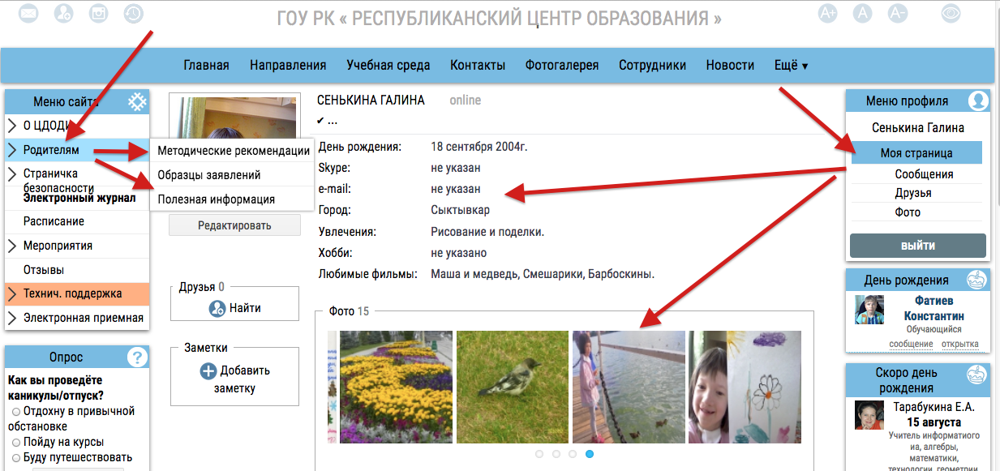 A+
A
A-
ГОУ РК « РЕСПУБЛИКАНСКИЙ ЦЕНТР ОБРАЗОВАНИЯ »
Главная
Направления
Учебная среда
Контакты
Фотогалерея
Сотрудники
Новости
Ещё ▾
Меню сайта
О ЦДОДИ
Родителям
Страничка
безопасности
Электронный журнал
Расписание
Мероприятия
Отзывы
Технич. поддержка
Электронная приемная
Методические рекомендации
Образцы заявлений
Полезная информация
Редактировать
Друзья 0
Найти
Заметки
Добавить
заметку
Опрос
?
Как вы проведёте
каникулы/отпуск?
Отдохну в привычной
обстановке
Пойду на курсы
Буду путешествовать
СЕНЬКИНА ГАЛИНА online
✔ ...
День рождения: 18 сентября 2004г.
Skype: не указан
e-mail: не указан
Город: Сыктывкар
Увлечения: Рисование и поделки.
Хобби: не указано
Любимые фильмы: Маша и медведь, Смешарики, Барбоскины.
Фото 15
Меню профиля
Сенькина Галина
Моя страница
Сообщения
Друзья
Фото
выйти
День рождения
Фатиев
Константин
Обучающийся
сообщение открытка
Скоро день
рождения
Тарабукина Е.А.
15 августа
Учитель информатиого
иа, алгебры,
математики,
технологии, геометрии